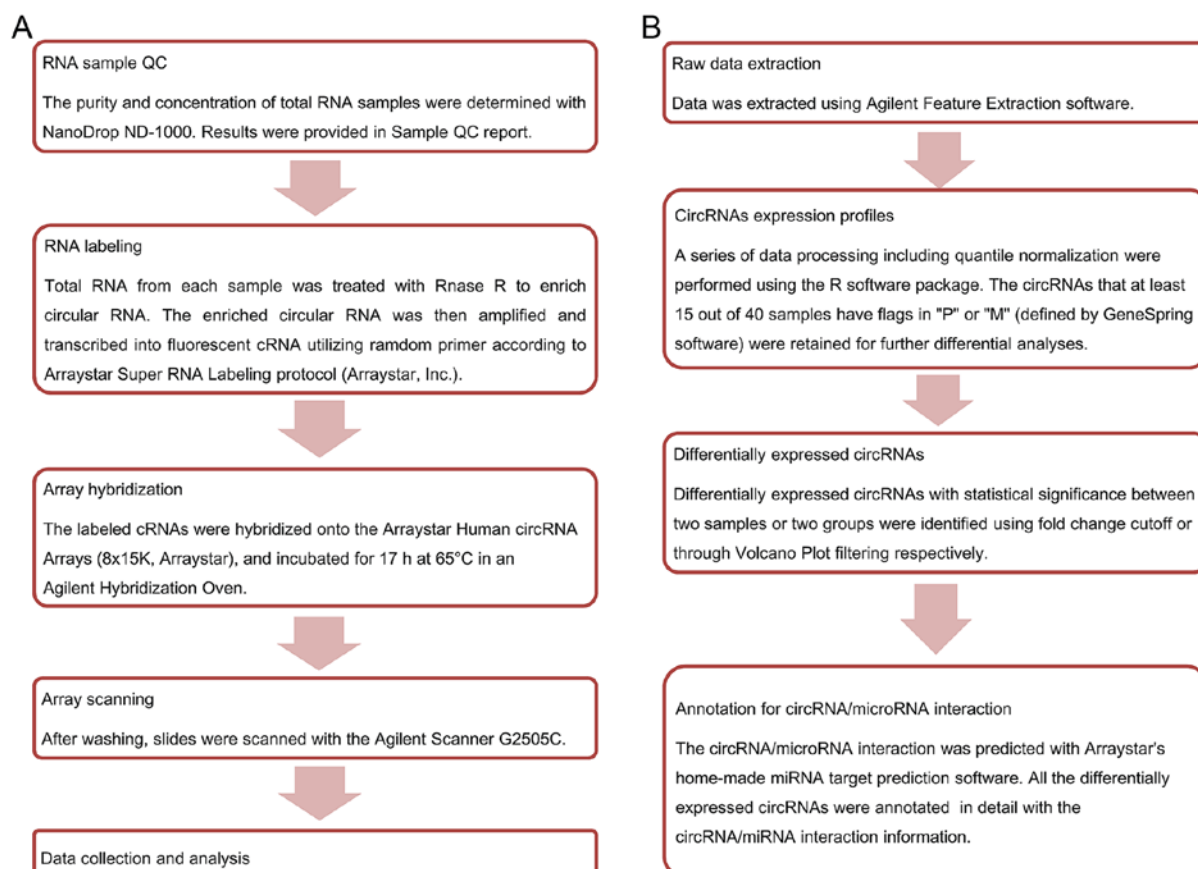 A
RNA sample QC
The purity and concentration of total RNA samples were determined with
NanoDrop ND-1000. Results were provided in Sample QC report.
RNA labeling
Total RNA from each sample was treated with Rnase R to enrich
circular RNA. The enriched circular RNA was then amplified and
transcribed into fluorescent cRNA utilizing ramdom primer according to
Arraystar Super RNA Labeling protocol (Arraystar, Inc.).
Array hybridization
The labeled cRNAs were hybridized onto the Arraystar Human circRNA
Arrays (8x15K, Arraystar), and incubated for 17 h at 65°C in an
Agilent Hybridization Oven.
Array scanning
After washing, slides were scanned with the Agilent Scanner G2505C.
Data collection and analysis
B
Raw data extraction
Data was extracted using Agilent Feature Extraction software.
CircRNAs expression profiles
A series of data processing including quantile normalization were
performed using the R software package. The circRNAs that at least
15 out of 40 samples have flags in "P" or "M" (defined by GeneSpring
software) were retained for further differential analyses.
Differentially expressed circRNAs
Differentially expressed circRNAs with statistical significance between
two samples or two groups were identified using fold change cutoff or
through Volcano Plot filtering respectively.
Annotation for circRNA/microRNA interaction
The circRNA/microRNA interaction was predicted with Arraystar's
home-made miRNA target prediction software. All the differentially
expressed circRNAs were annotated in detail with the
circRNA/miRNA interaction information.